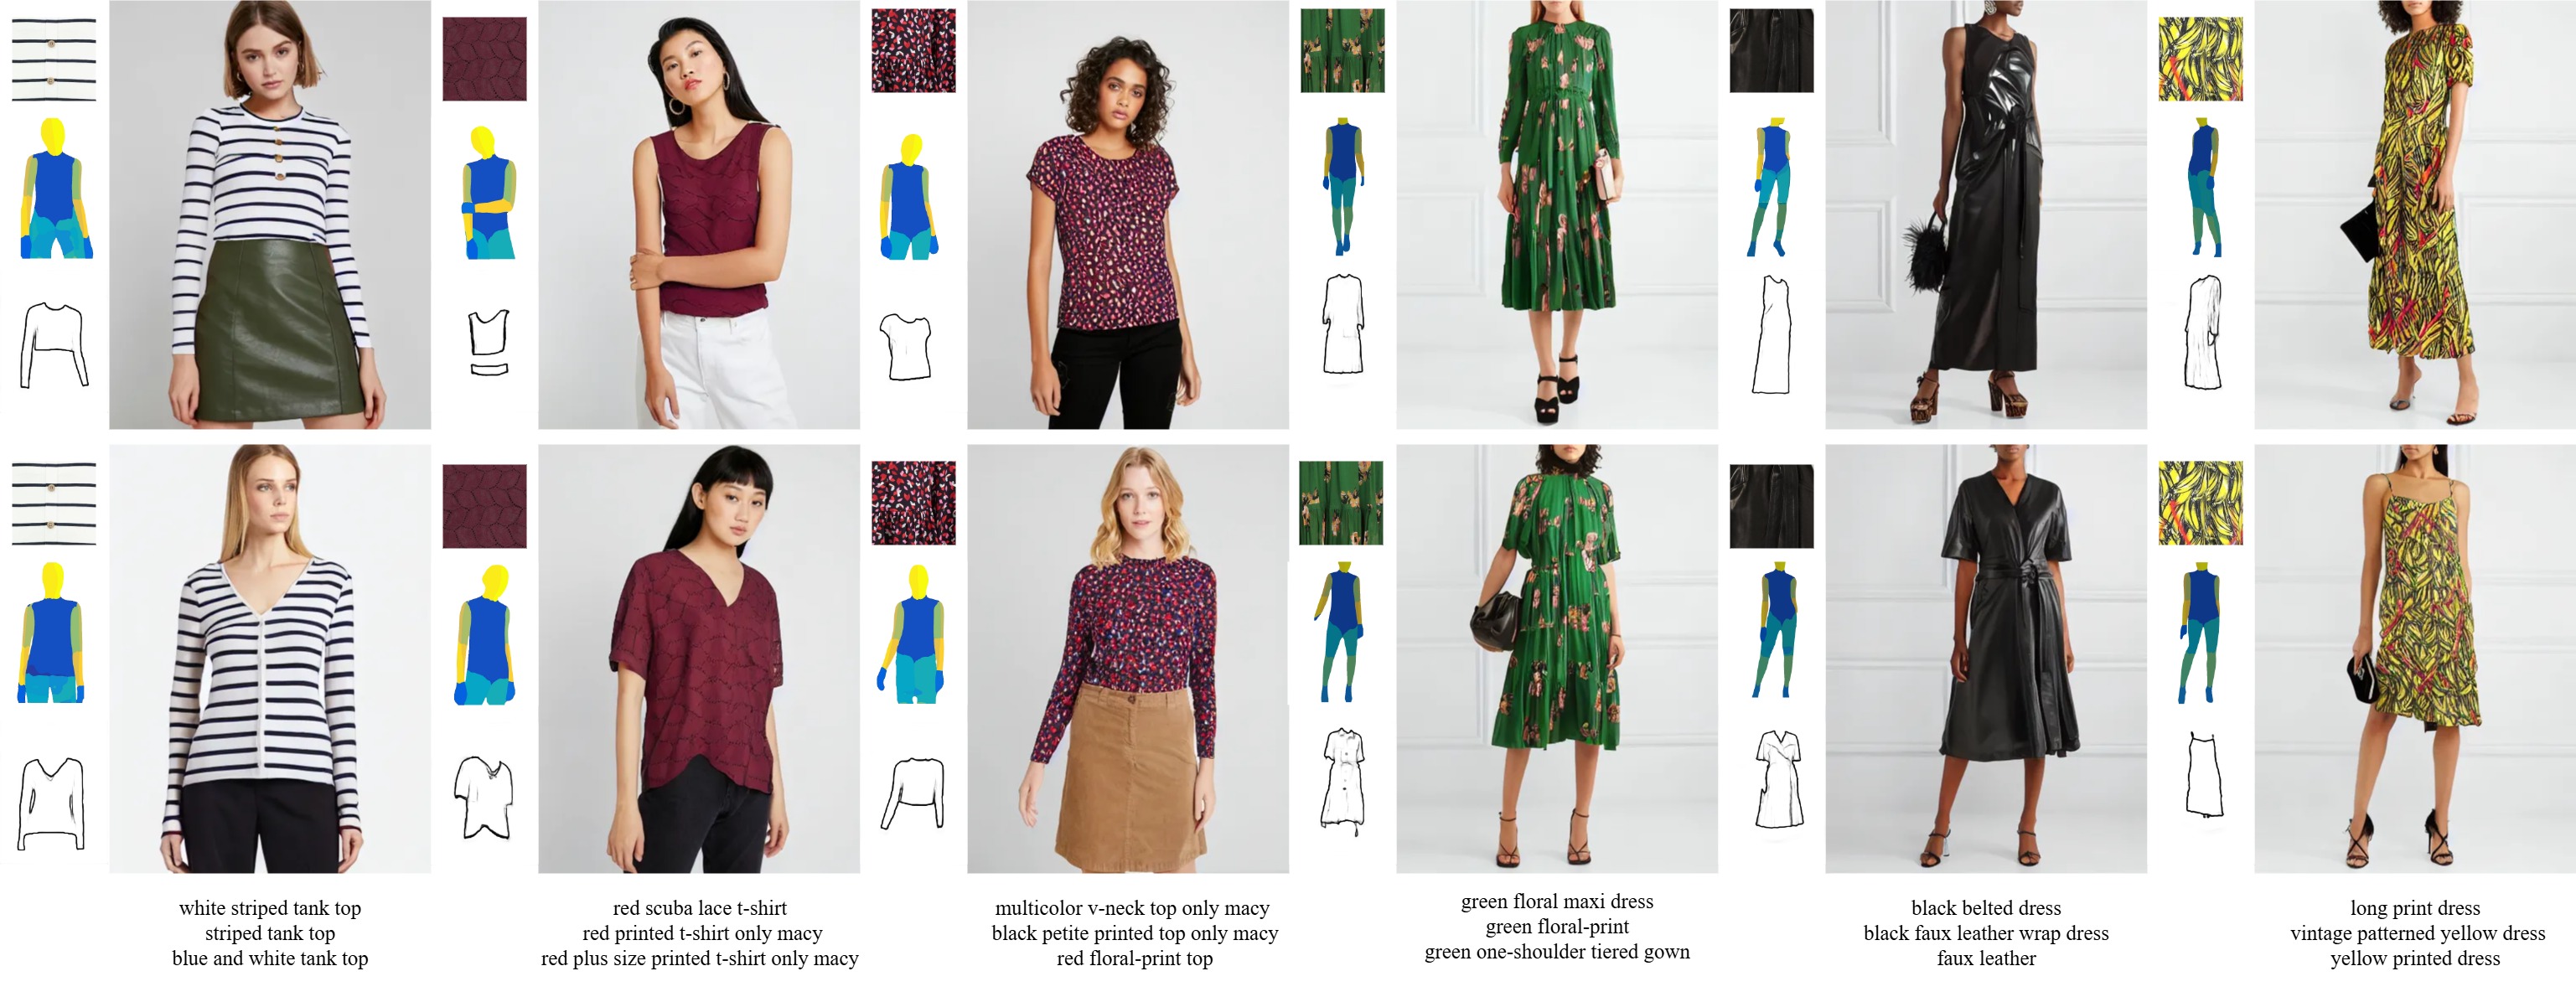 white striped tank top
striped tank top
blue and white tank top
red scuba lace t-shirt
red printed t-shirt only macy
red plus size printed t-shirt only macy
multicolor v-neck top only macy
black petite printed top only macy
red floral-print top
green floral maxi dress
green floral-print
green one-shoulder tiered gown
black belted dress
black faux leather wrap dress
faux leather
long print dress
vintage patterned yellow dress
yellow printed dress